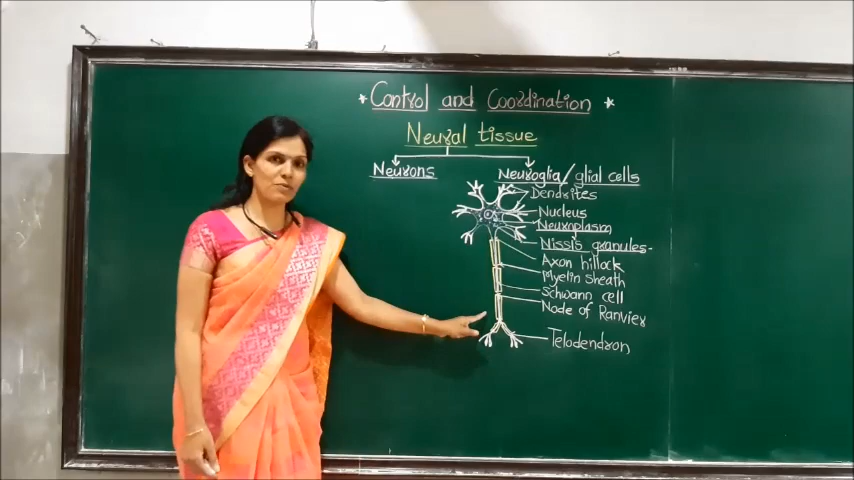 * Control and Coordination *
Neural tissue
Neurons
Neuroglia/glial cells
Dendrites
Nucleus
Neuroplasm
Nissls granules
Axon hillock
Myelin sheath
Schwann cell
Node of Ranvier
Telodendron